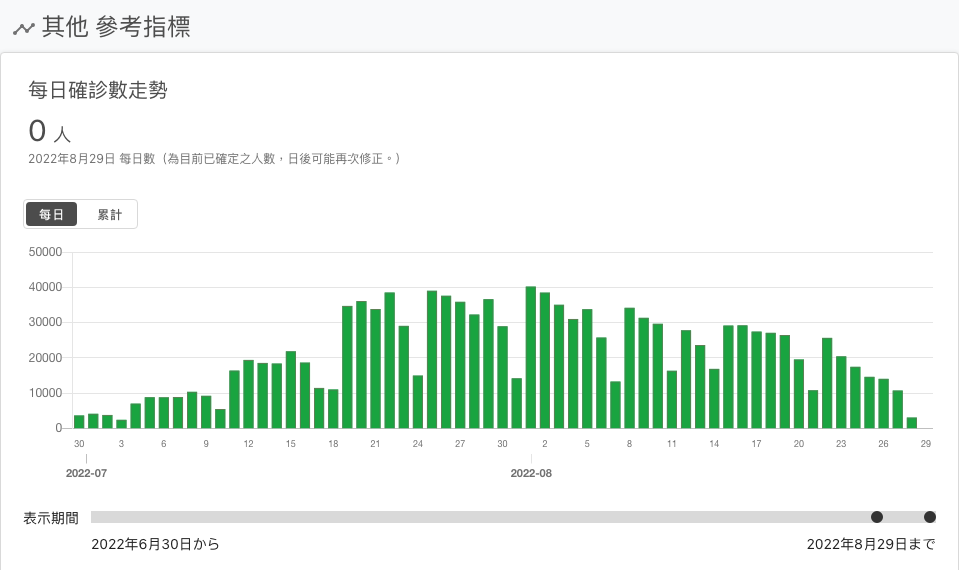 其他 參考指標
每日確診數走勢
0 人
2022年8月29日 每日數（為目前已確定之人數，日後可能再次修正。）
每日 累計
50000
40000
30000
20000
10000
0
30 3 6 9 12 15 18 21 24 27 30 2 5 8 11 14 17 20 23 26 29
2022-07 2022-08
表示期間
2022年6月30日から 2022年8月29日まで